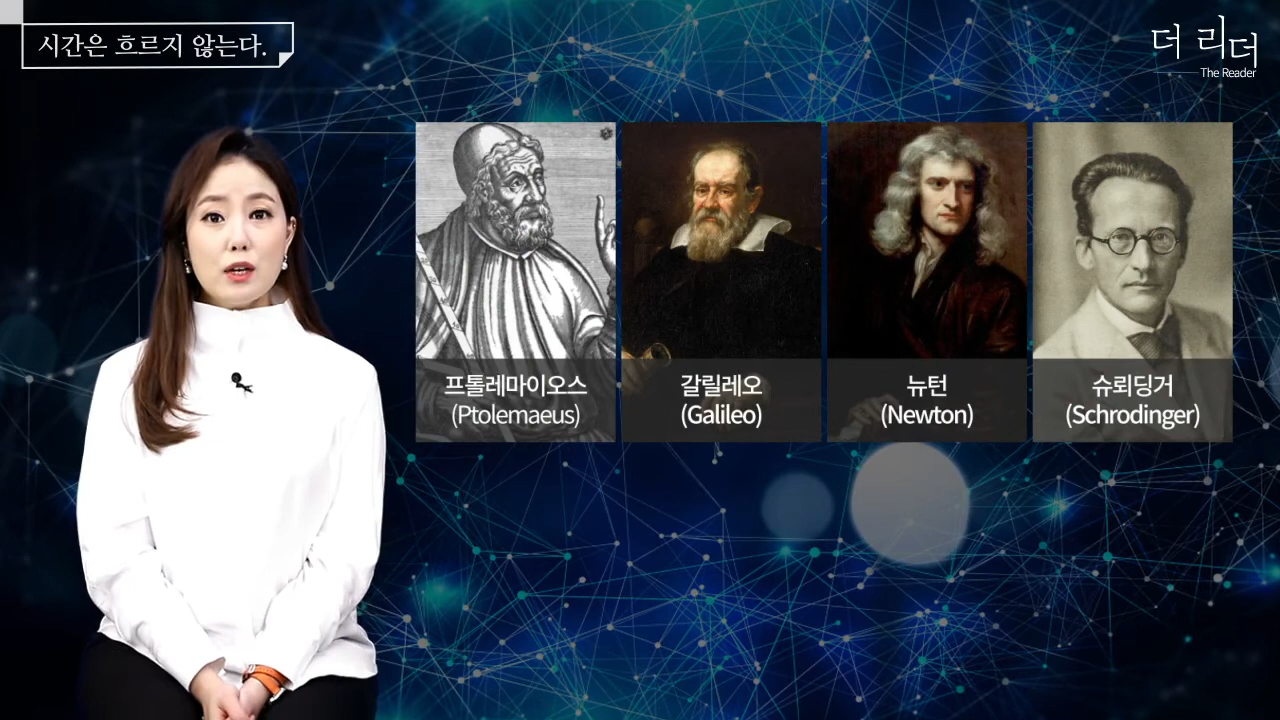 시간은 흐르지 않는다.
더 리더
The Reader
프톨레마이오스
(Ptolemaeus)
갈릴레오
(Galileo)
뉴턴
(Newton)
슈뢰딩거
(Schrodinger)